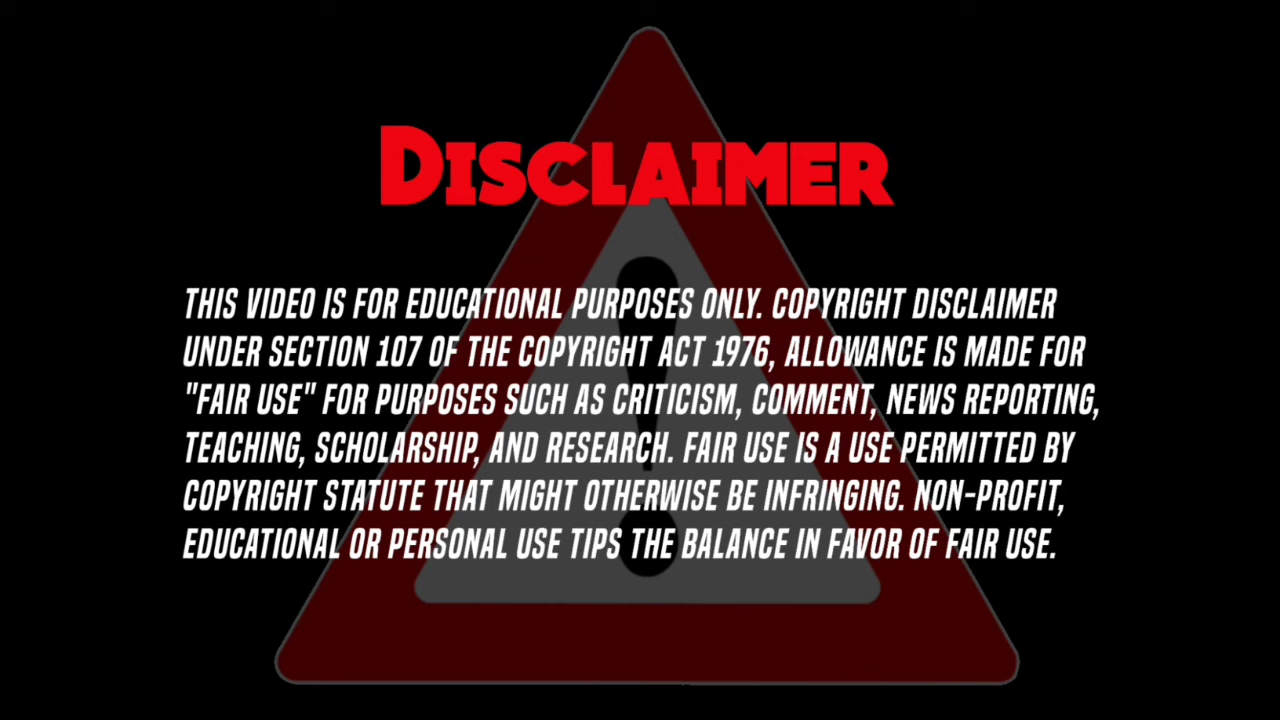 DISCLAIMER
THIS VIDEO IS FOR EDUCATIONAL PURPOSES ONLY. COPYRIGHT DISCLAIMER
UNDER SECTION 107 OF THE COPYRIGHT ACT 1976, ALLOWANCE IS MADE FOR
"FAIR USE" FOR PURPOSES SUCH AS CRITICISM, COMMENT, NEWS REPORTING,
TEACHING, SCHOLARSHIP, AND RESEARCH. FAIR USE IS A USE PERMITTED BY
COPYRIGHT STATUTE THAT MIGHT OTHERWISE BE INFRINGING. NON-PROFIT,
EDUCATIONAL OR PERSONAL USE TIPS THE BALANCE IN FAVOR OF FAIR USE.